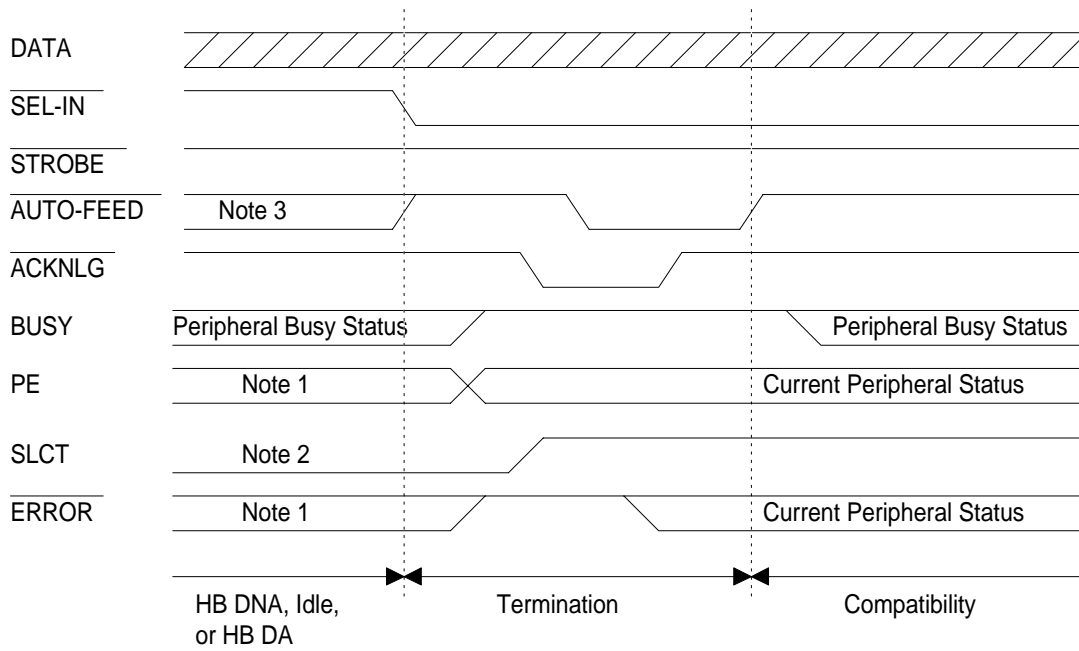 DATA
SEL-IN
STROBE
AUTO-FEED Note 3
ACKNLG
BUSY Peripheral Busy Status Peripheral Busy Status
PE Note 1 Current Peripheral Status
SLCT Note 2
ERROR Note 1 Current Peripheral Status
HB DNA, Idle, Termination Compatibility
or HB DA